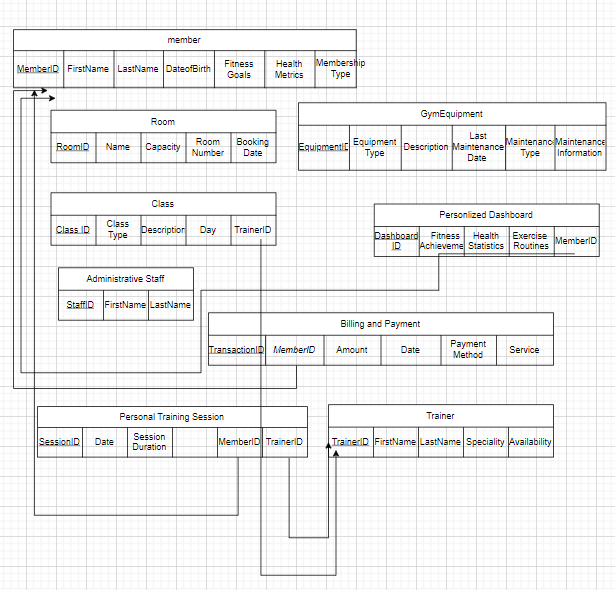 member
MemberID FirstName LastName DateofBirth Fitness Goals Health Metrics Membership Type
Room
RoomID Name Capacity Room Number Booking Date
GymEquipment
EquipmentID Equipment Type Description Last Maintenance Date Maintenance Type Maintenance Information
Class
Class ID Class Type Description Day TrainerID
Personlized Dashboard
Dashboard ID Fitness Achieveme Health Statistics Exercise Routines MemberID
Administrative Staff
StaffID FirstName LastName
Billing and Payment
TransactionID MemberID Amount Date Payment Method Service
Personal Training Session
SessionID Date Session Duration MemberID TrainerID
Trainer
TrainerID FirstName LastName Speciality Availability